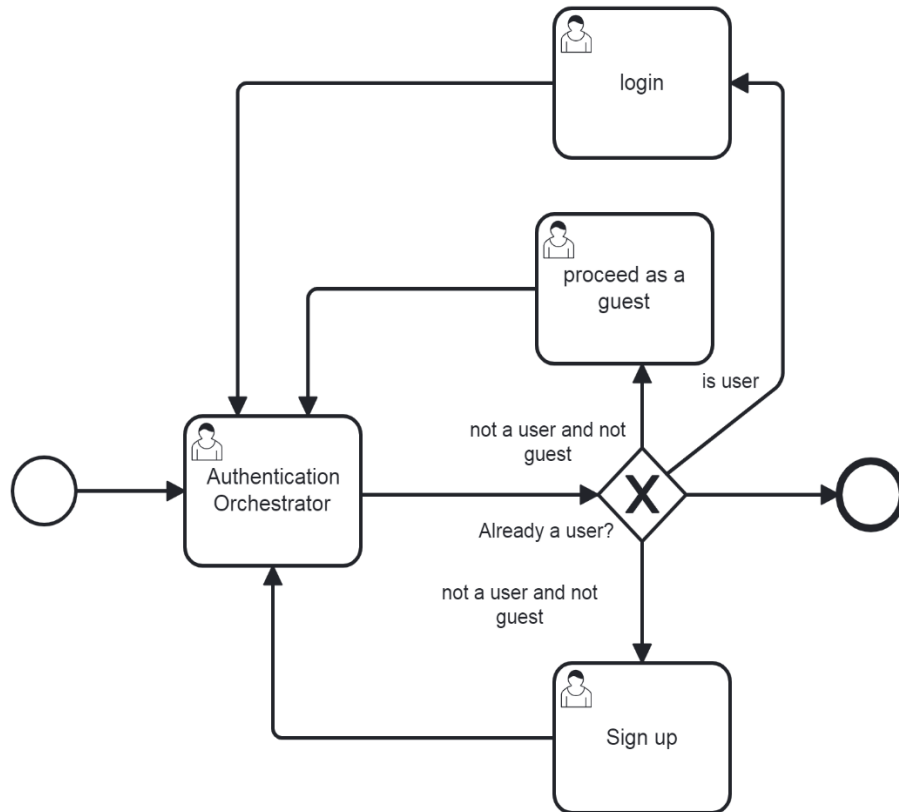 login
proceed as a
guest
is user
not a user and not
guest
Authentication
Orchestrator
X
Already a user?
not a user and not
guest
Sign up